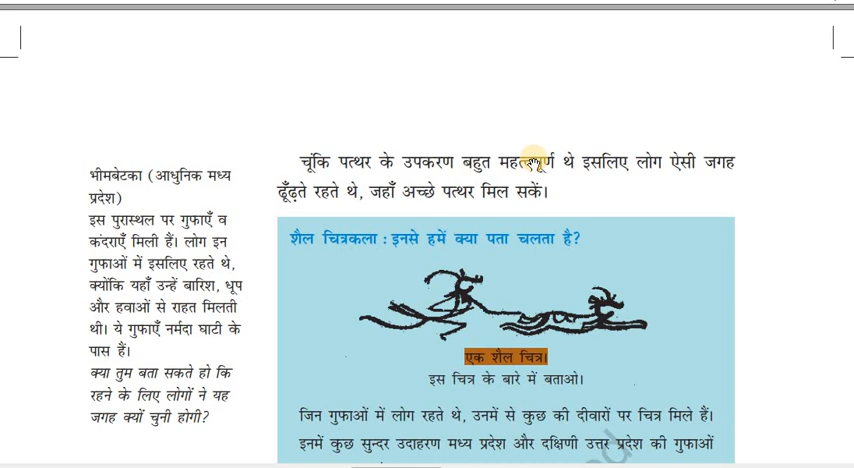 चूंकि पत्थर के उपकरण बहुत महत्त्वपूर्ण थे इसलिए लोग ऐसी जगह
ढूँढ़ते रहते थे, जहाँ अच्छे पत्थर मिल सकें।
भीमबेटका (आधुनिक मध्य
प्रदेश)
इस पुरास्थल पर गुफाएँ व
कंदराएँ मिली हैं। लोग इन
गुफाओं में इसलिए रहते थे,
क्योंकि यहाँ उन्हें बारिश, धूप
और हवाओं से राहत मिलती
थी। ये गुफाएँ नर्मदा घाटी के
पास हैं।
क्या तुम बता सकते हो कि
रहने के लिए लोगों ने यह
जगह क्यों चुनी होगी?
शैल चित्रकला : इनसे हमें क्या पता चलता है?
एक शैल चित्र।
इस चित्र के बारे में बताओ।
जिन गुफाओं में लोग रहते थे, उनमें से कुछ की दीवारों पर चित्र मिले हैं।
इनमें कुछ सुन्दर उदाहरण मध्य प्रदेश और दक्षिणी उत्तर प्रदेश की गुफाओं